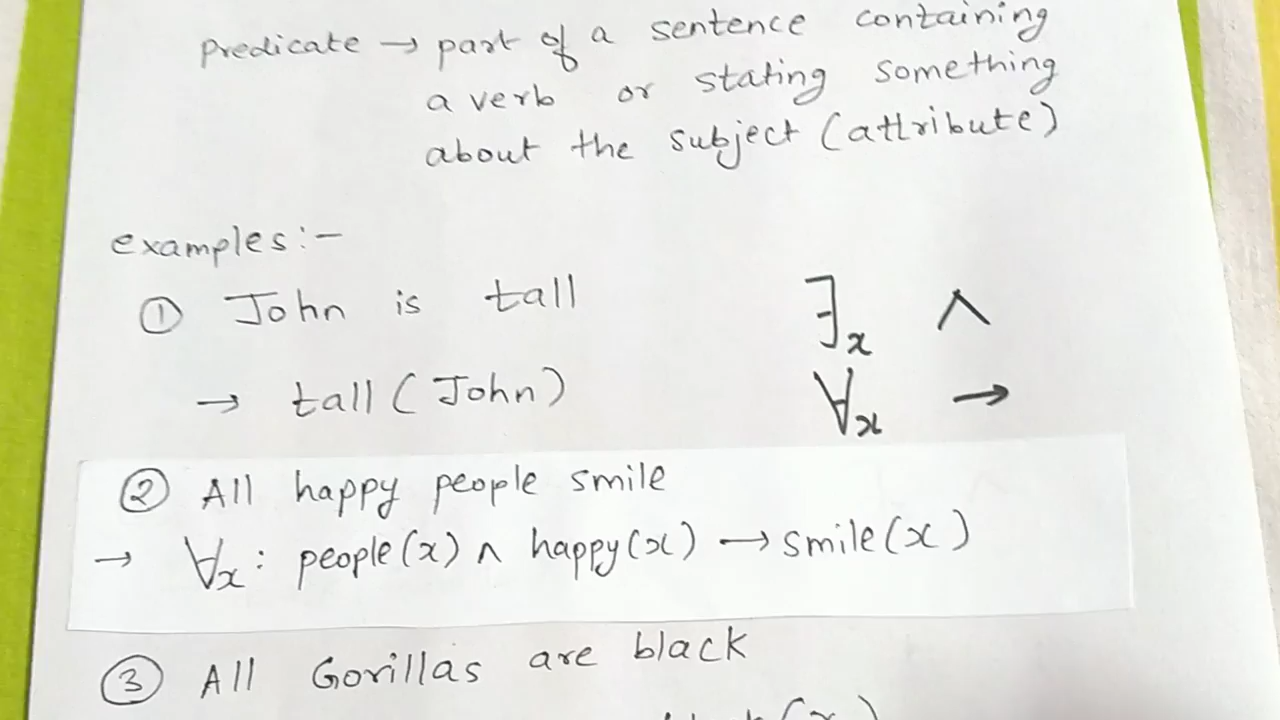 predicate → part of a sentence containing
a verb or stating something
about the subject (attribute)
examples:-
① John is tall
∃x ∧
→ tall (John)
∀x →
② All happy people smile
→ ∀x: people(x) ∧ happy(x) → smile(x)
③ All Gorillas are black
black(x)